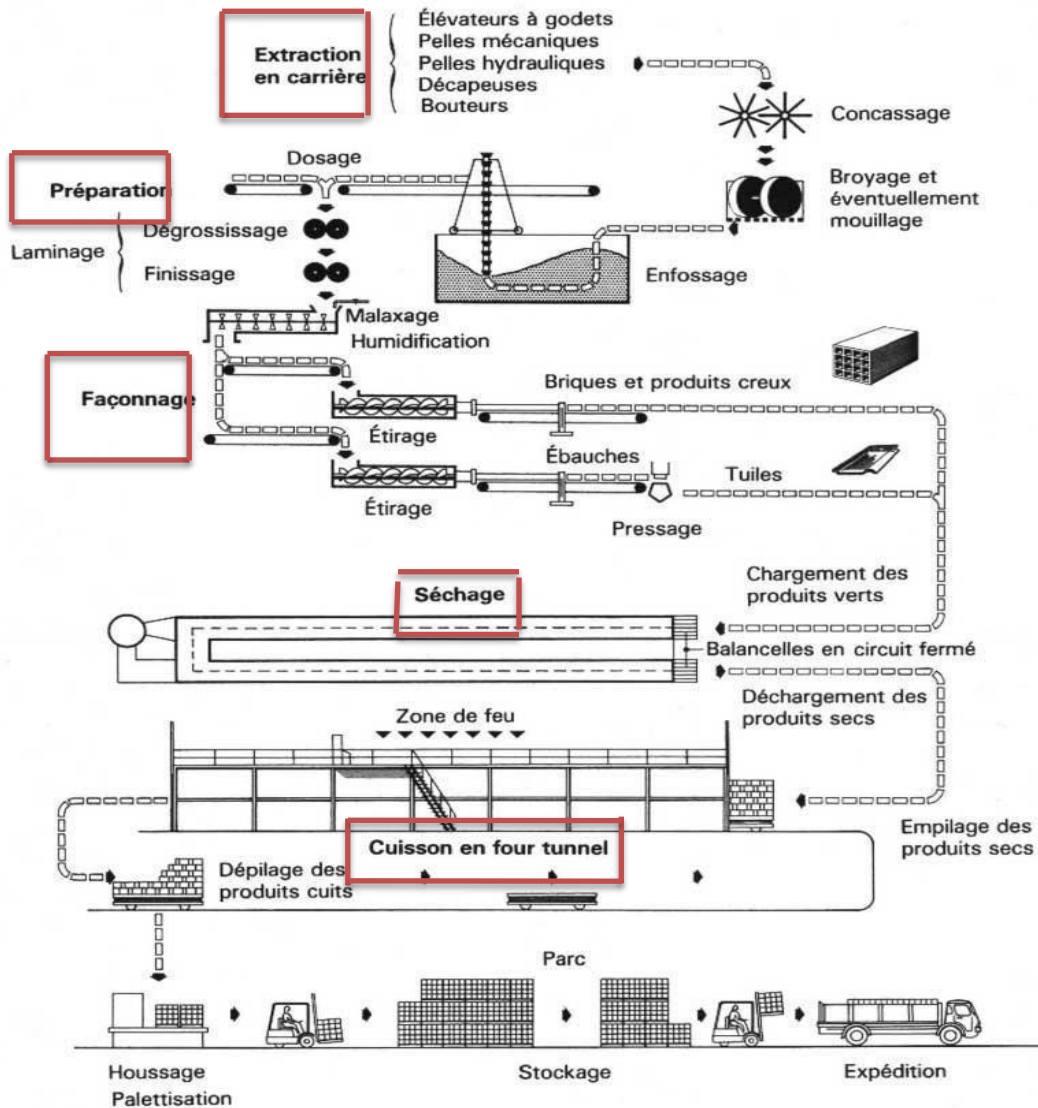 Extraction
en carrière
Élévateurs à godets
Pelles mécaniques
Pelles hydrauliques
Décapeuses
Bouteurs
Concassage
Broyage et
éventuellement
mouillage
Enfossage
Dosage
Préparation
Laminage
Dégrossissage
Finissage
Malaxage
Humidification
Façonnage
Étirage
Briques et produits creux
Étirage
Ébauches
Pressage
Tuiles
Chargement des
produits verts
Séchage
Balancelles en circuit fermé
Déchargement des
produits secs
Zone de feu
Empilage des
produits secs
Cuisson en four tunnel
Dépilage des
produits cuits
Parc
Houssage
Palettisation
Stockage
Expédition